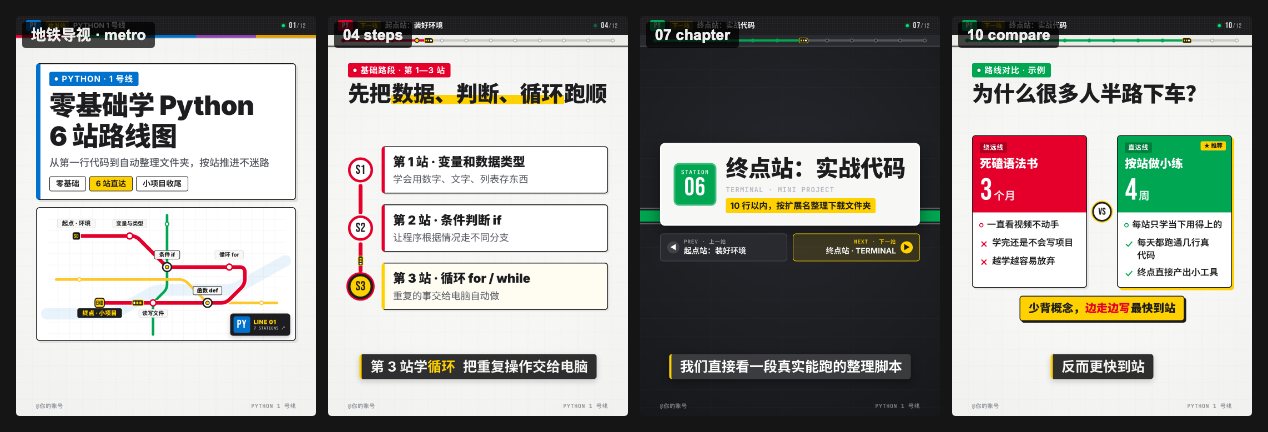 地铁导视 · metro
01/12
PYTHON · 1 号线
零基础学 Python
6 站路线图
从第一行代码到自动整理文件夹，按站推进不迷路
零基础
6 站直达
小项目收尾
起点 · 环境
变量与类型
条件 if
循环 for
函数 def
终点 · 小项目
读写文件
PY
LINE 01
7 STATIONS ↗
@你的账号
PYTHON 1 号线
04 steps
起点站：装好环境
04/12
基础路段 · 第 1—3 站
先把数据、判断、循环跑顺
S1
第 1 站 · 变量和数据类型
学会用数字、文字、列表存东西
S2
第 2 站 · 条件判断 if
让程序根据情况走不同分支
S3
第 3 站 · 循环 for / while
重复的事交给电脑自动做
第 3 站学循环 把重复操作交给电脑
@你的账号
PYTHON 1 号线
07 chapter
终点站：实战代码
07/12
STATION
06
终点站：实战代码
TERMINAL · MINI PROJECT
10 行以内，按扩展名整理下载文件夹
PREV · 上一站
起点站：装好环境
NEXT · 下一站
终点站 · TERMINAL
我们直接看一段真实能跑的整理脚本
@你的账号
PYTHON 1 号线
10 compare
终点站：实战代码
10/12
路线对比 · 示例
为什么很多人半路下车？
绕远线
死磕语法书
3 个月
一直看视频不动手
学完还是不会写项目
越学越容易放弃
VS
直达线
★ 推荐
按站做小练
4 周
每站只学当下用得上的
每天都跑通几行真
代码
终点直接产出小工具
少背概念，边走边写最快到站
反而更快到站
@你的账号
PYTHON 1 号线